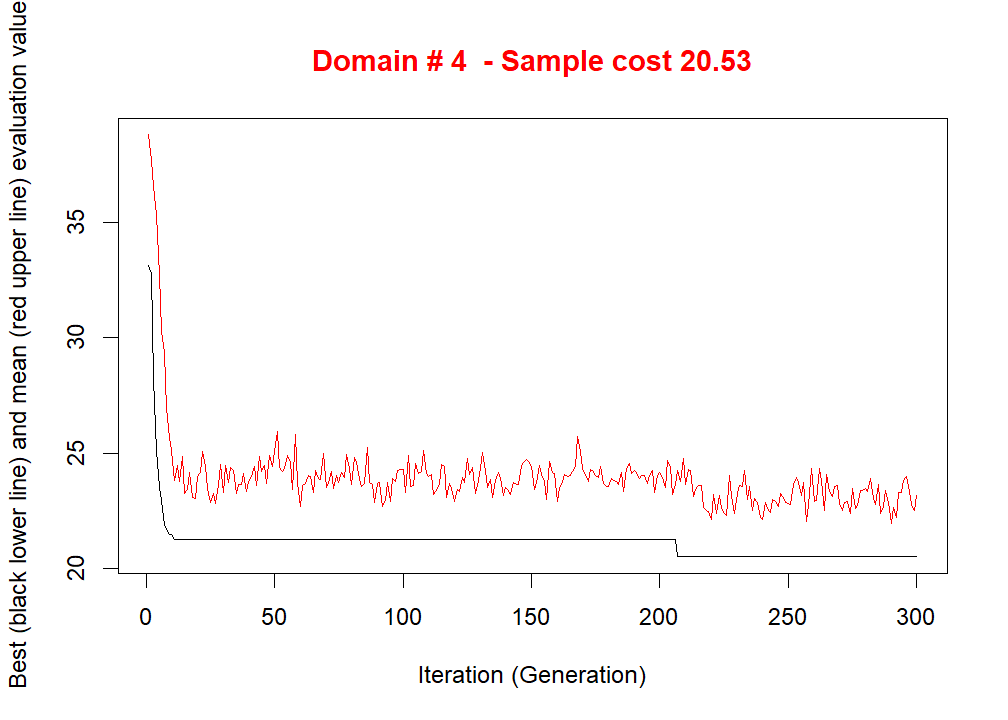 Domain # 4  - Sample cost 20.53
Best (black lower line) and mean (red upper line) evaluation value
35
30
25
20
0 50 100 150 200 250 300
Iteration (Generation)